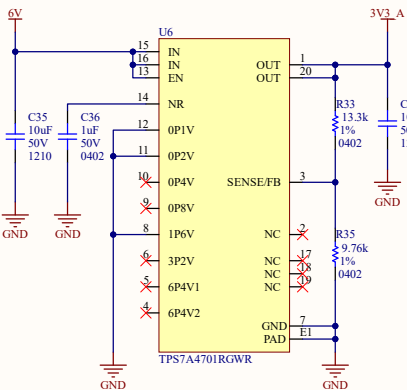 6V
3V3_A
U6
15 IN
16 IN
13 EN
14 NR
12 0P1V
11 0P2V
10 0P4V
9 0P8V
8 1P6V
6 3P2V
5 6P4V1
4 6P4V2
OUT 1
OUT 20
SENSE/FB 3
NC 2
NC 17
NC 18
NC 19
GND 7
PAD E1
TPS7A4701RGWR
C35
10uF
50V
1210
C36
1uF
50V
0402
R33
13.3k
1%
0402
R35
9.76k
1%
0402
GND
GND
GND
GND
GND